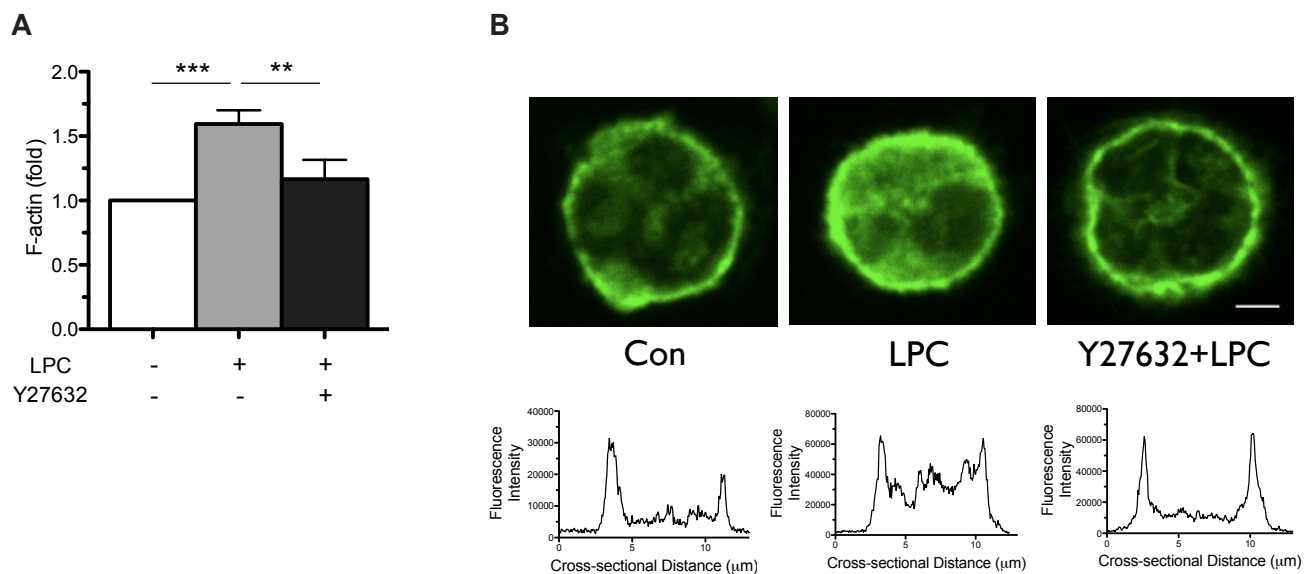 A
B
*** **
2.0
1.5
1.0
0.5
0.0
F-actin (fold)
LPC - + +
Y27632 - - +
Con
LPC
Y27632+LPC
40000
30000
20000
10000
0
Fluorescence
Intensity
0 5 10
Cross-sectional Distance (μm)
100000
80000
60000
40000
20000
0
Fluorescence
Intensity
0 5 10
Cross-sectional Distance (μm)
80000
60000
40000
20000
0
Fluorescence
Intensity
0 5 10
Cross-sectional Distance (μm)